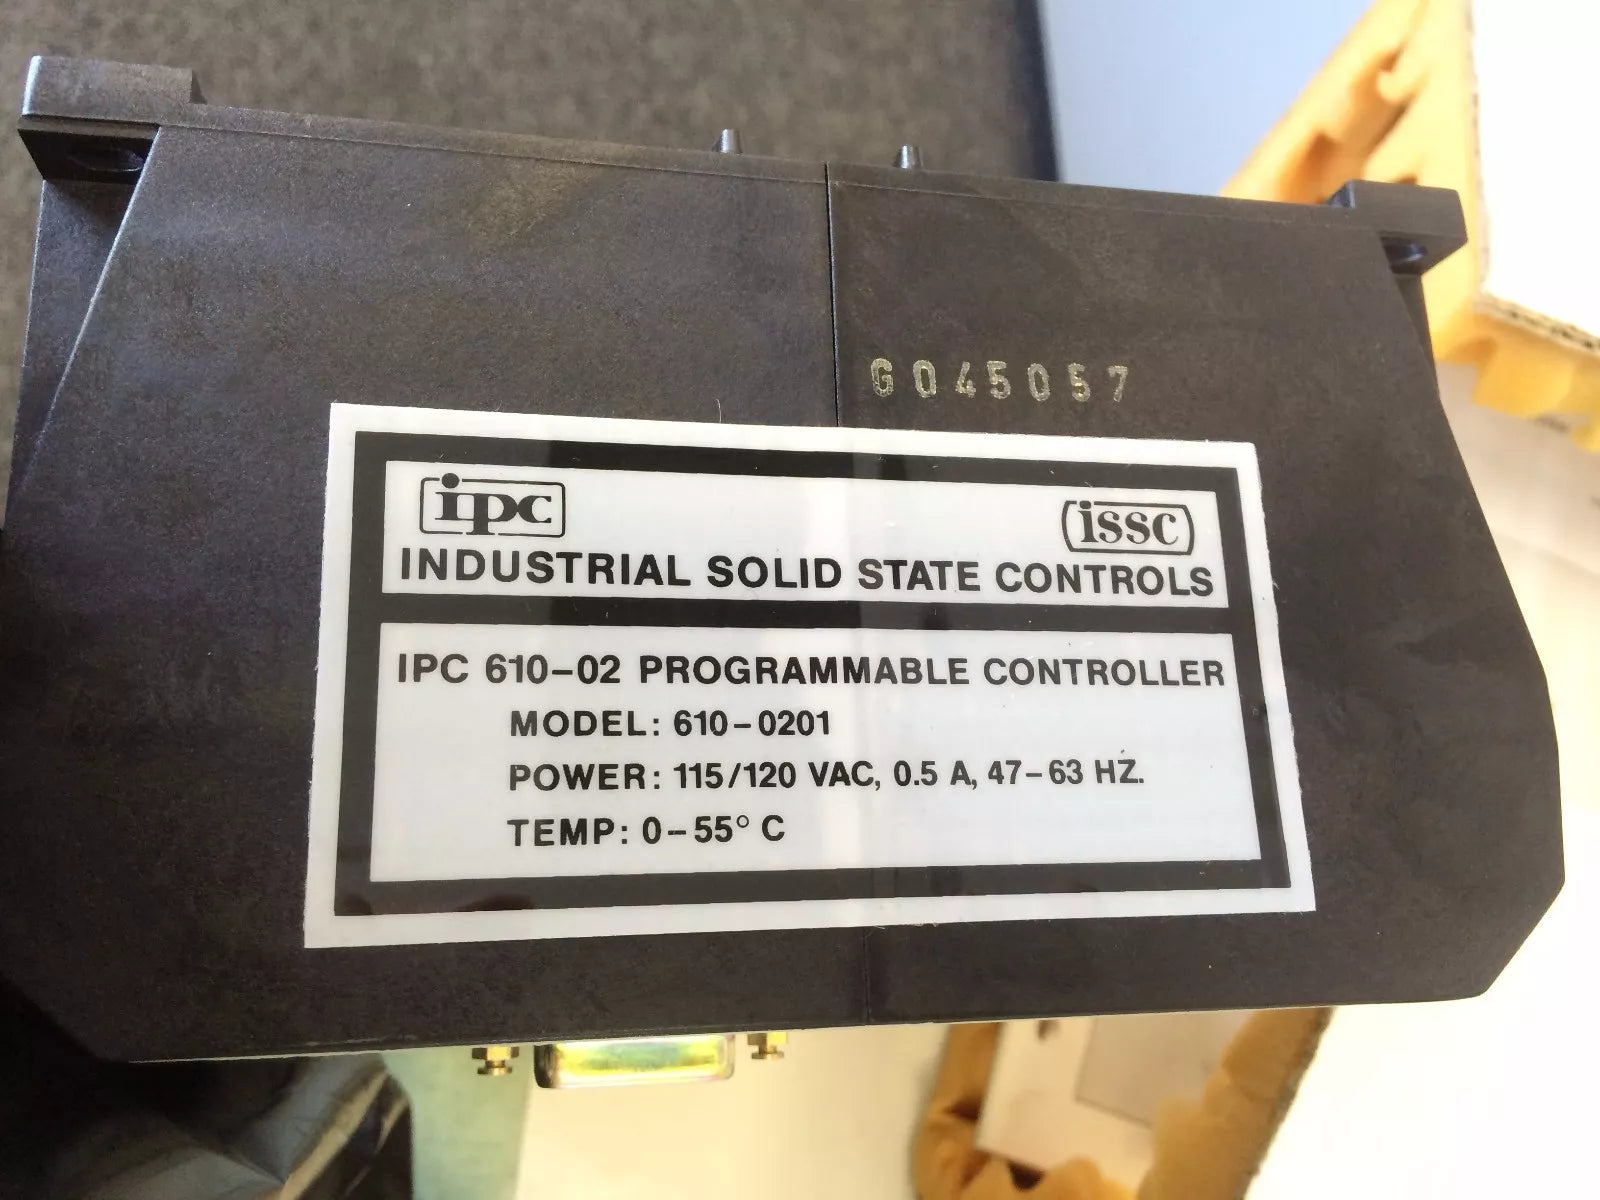 G045057
ipc
issc
INDUSTRIAL SOLID STATE CONTROLS
IPC 610-02 PROGRAMMABLE CONTROLLER
MODEL: 610-0201
POWER: 115/120 VAC, 0.5 A, 47-63 HZ.
TEMP: 0-55° C